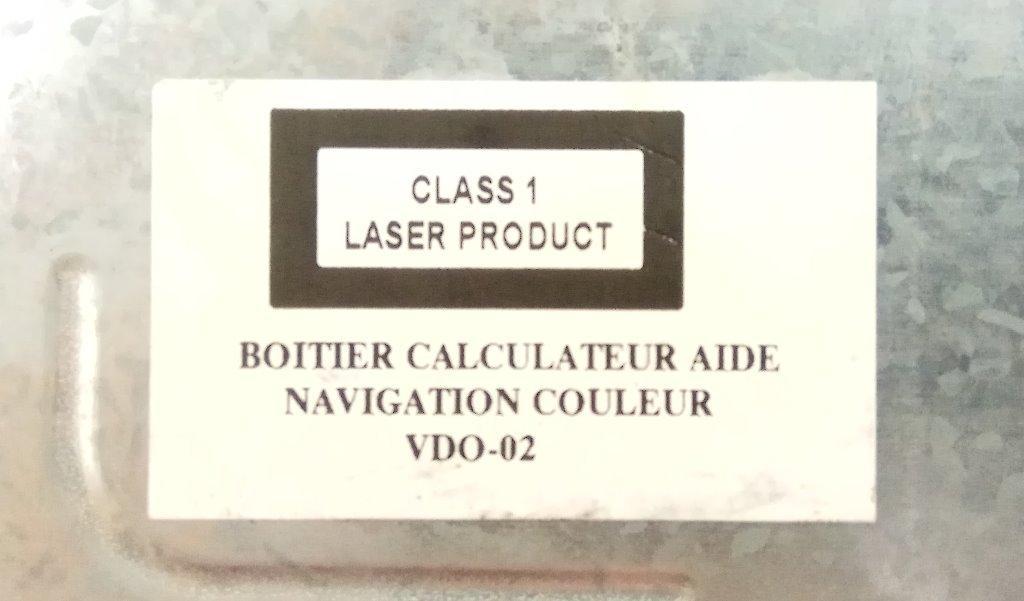 CLASS 1
LASER PRODUCT
BOITIER CALCULATEUR AIDE
NAVIGATION COULEUR
VDO-02